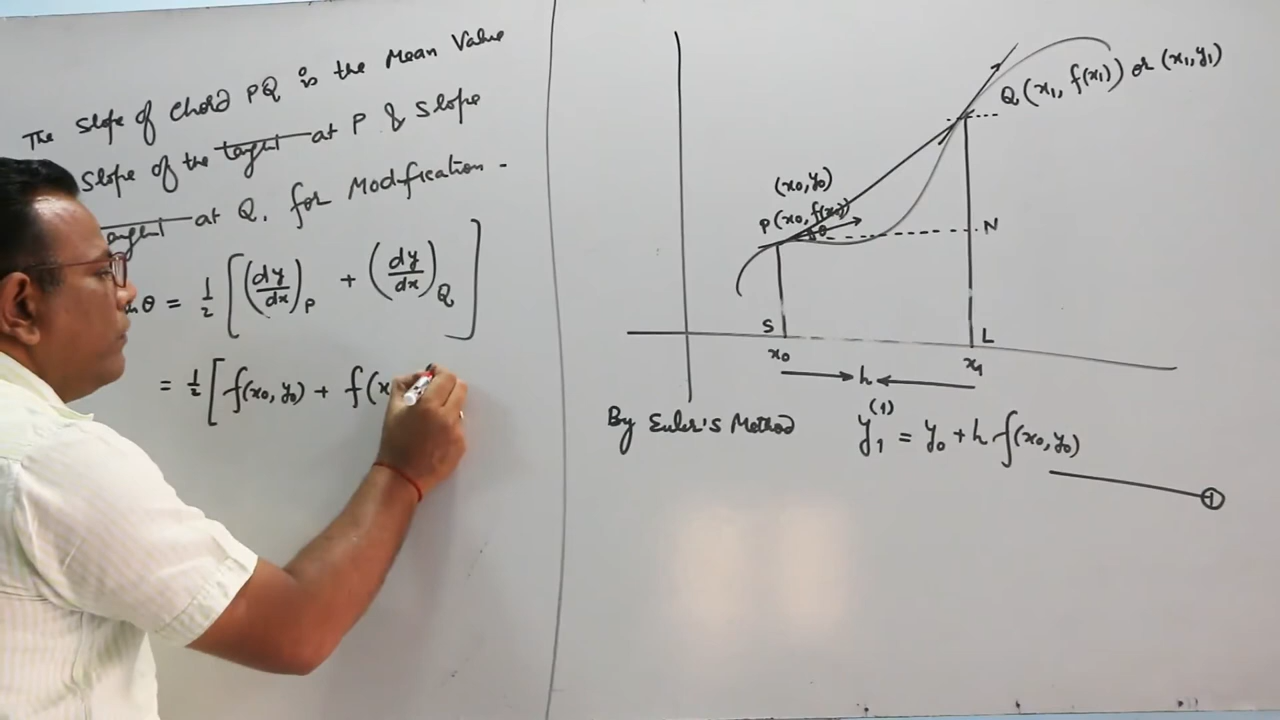 The Slope of Chord PQ is the Mean Value
Slope of the tangent at P & Slope
at Q. for Modification -
θ = 1/2 [(dy/dx)_P + (dy/dx)_Q]
= 1/2 [f(x₀, y₀) + f(x
Q (x₁, f(x₁)) or (x₁, y₁)
(x₀, y₀)
P (x₀, f(x₀))
θ
N
S
L
x₀
x₁
h
By Euler's Method y₁⁽¹⁾ = y₀ + h f(x₀, y₀)
①